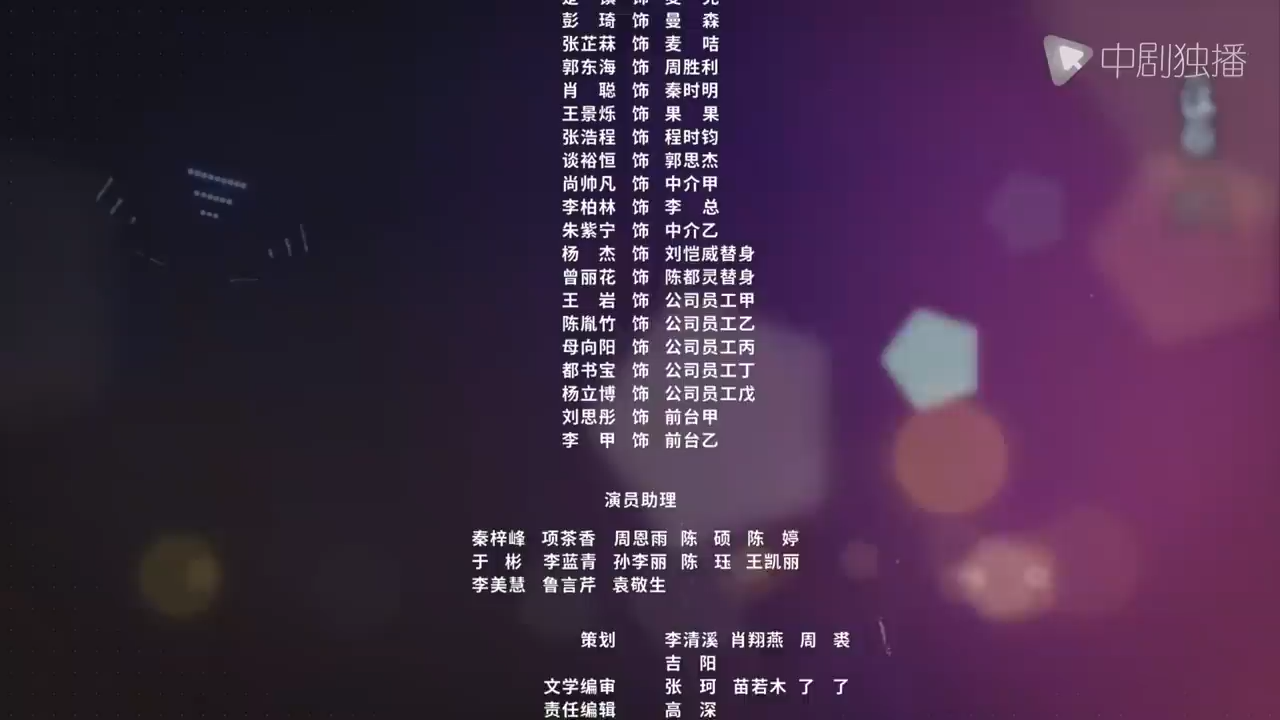 中剧独播
彭 琦 饰 曼 森
张芷菻 饰 麦 咭
郭东海 饰 周胜利
肖 聪 饰 秦时明
王景烁 饰 果 果
张浩程 饰 程时钧
谈裕恒 饰 郭思杰
尚帅凡 饰 中介甲
李柏林 饰 李 总
朱紫宁 饰 中介乙
杨 杰 饰 刘恺威替身
曾丽花 饰 陈都灵替身
王 岩 饰 公司员工甲
陈胤竹 饰 公司员工乙
母向阳 饰 公司员工丙
都书宝 饰 公司员工丁
杨立博 饰 公司员工戊
刘思彤 饰 前台甲
李 甲 饰 前台乙
演员助理
秦梓峰 项茶香 周恩雨 陈 硕 陈 婷
于 彬 李蓝青 孙李丽 陈 珏 王凯丽
李美慧 鲁言芹 袁敬生
策划 李清溪 肖翔燕 周 裘
吉 阳
文学编审 张 珂 苗若木 了 了
责任编辑 高 深